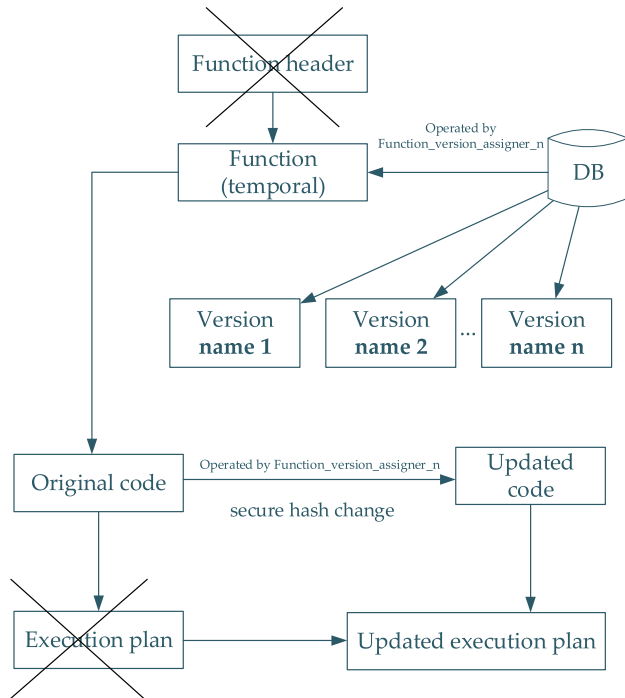 Function header
Operated by
Function_version_assigner_n
Function
(temporal)
DB
Version
name 1
Version
name 2
...
Version
name n
Original code
Operated by Function_version_assigner_n
secure hash change
Updated
code
Execution plan
Updated execution plan